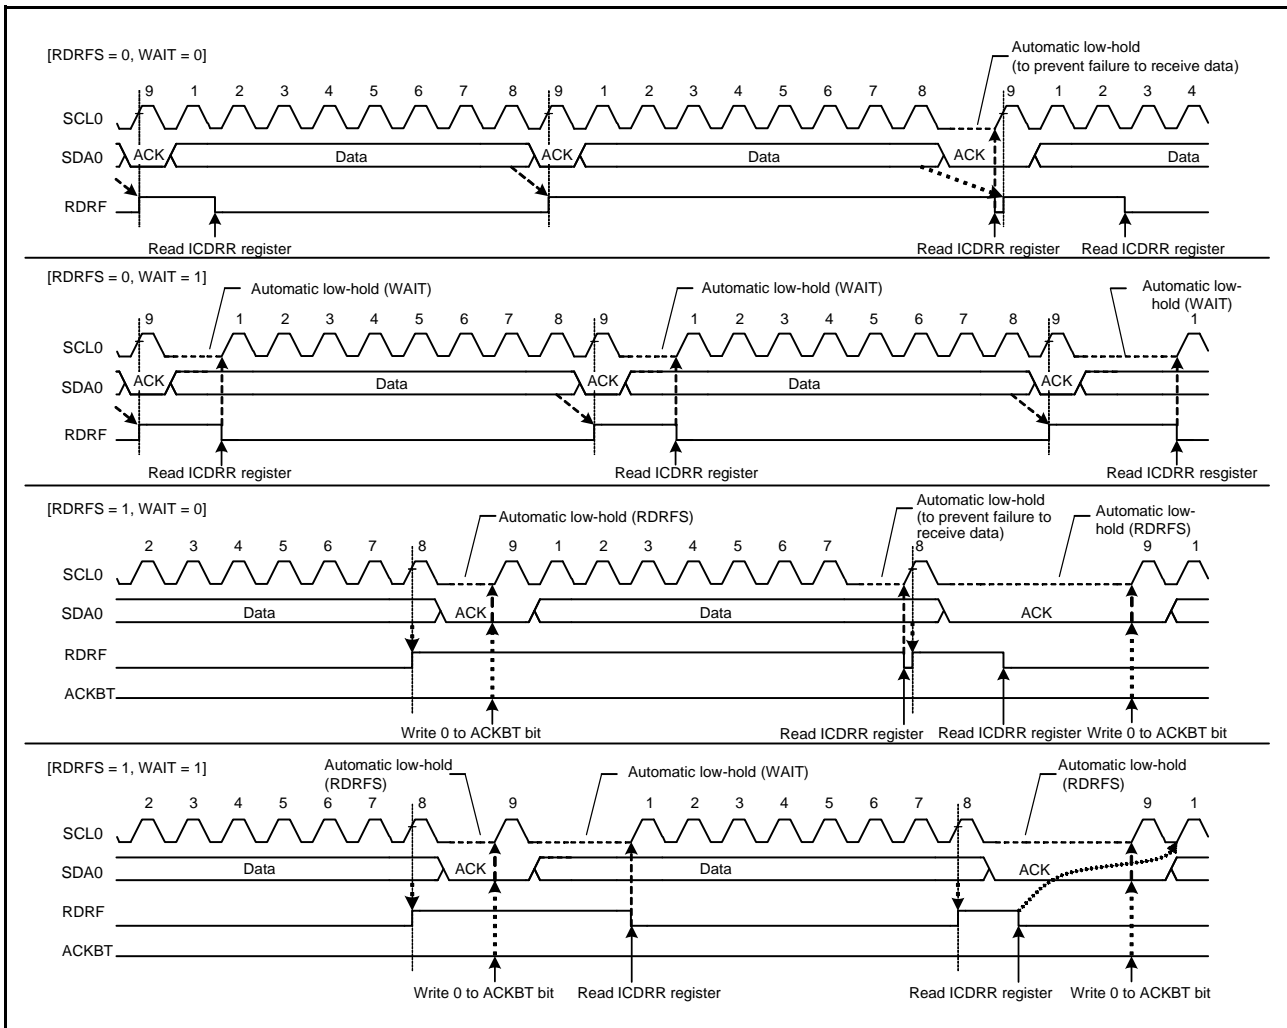 [RDRFS = 0, WAIT = 0]
Automatic low-hold
(to prevent failure to receive data)
9 1 2 3 4 5 6 7 8 9 1 2 3 4 5 6 7 8 9 1 2 3 4
SCL0
SDA0 ACK Data ACK Data ACK Data
RDRF
Read ICDRR register Read ICDRR register Read ICDRR register
[RDRFS = 0, WAIT = 1]
Automatic low-hold (WAIT) Automatic low-hold (WAIT) Automatic low-
hold (WAIT)
9 1 2 3 4 5 6 7 8 9 1 2 3 4 5 6 7 8 9 1
SCL0
SDA0 ACK Data ACK Data ACK
RDRF
Read ICDRR register Read ICDRR register Read ICDRR resgister
[RDRFS = 1, WAIT = 0]
Automatic low-hold (RDRFS)
Automatic low-hold
(to prevent failure to
receive data)
Automatic low-
hold (RDRFS)
2 3 4 5 6 7 8 9 1 2 3 4 5 6 7 8 9 1
SCL0
SDA0 Data ACK Data ACK
RDRF
ACKBT
Write 0 to ACKBT bit Read ICDRR register Read ICDRR register Write 0 to ACKBT bit
[RDRFS = 1, WAIT = 1]
Automatic low-hold
(RDRFS)
Automatic low-hold (WAIT)
Automatic low-hold
(RDRFS)
2 3 4 5 6 7 8 9 1 2 3 4 5 6 7 8 9 1
SCL0
SDA0 Data ACK Data ACK
RDRF
ACKBT
Write 0 to ACKBT bit Read ICDRR register Read ICDRR register Write 0 to ACKBT bit